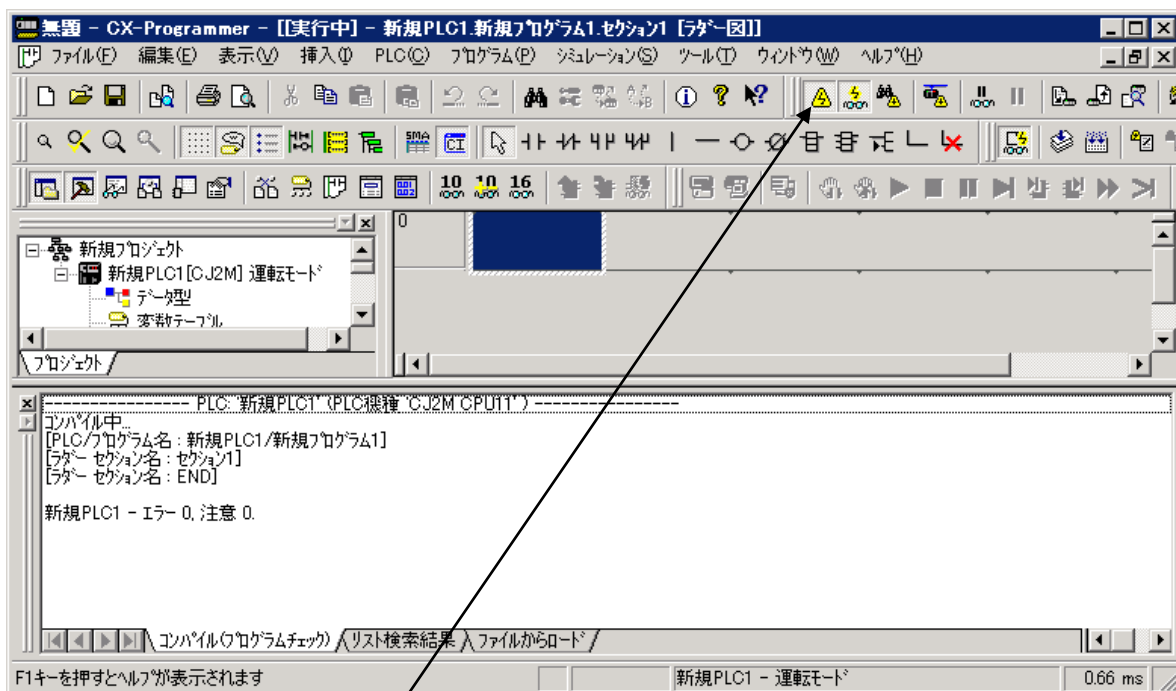 無題 - CX-Programmer - [[実行中] - 新規PLC1.新規ﾌﾟﾛｸﾞﾗﾑ1.ｾｸｼｮﾝ1 [ﾗﾀﾞｰ図]]
ﾌｧｲﾙ(F) 編集(E) 表示(V) 挿入(I) PLC(C) ﾌﾟﾛｸﾞﾗﾑ(P) ｼﾐｭﾚｰｼｮﾝ(S) ﾂｰﾙ(T) ｳｨﾝﾄﾞｳ(W) ﾍﾙﾌﾟ(H)
SMA
CT
10 10 16
0
新規ﾌﾟﾛｼﾞｪｸﾄ
新規PLC1[CJ2M] 運転ﾓｰﾄﾞ
ﾃﾞｰﾀ型
変数ﾃｰﾌﾞﾙ
ﾌﾟﾛｼﾞｪｸﾄ
---------------- PLC: '新規PLC1' (PLC機種 'CJ2M CPU11') ----------------
ｺﾝﾊﾟｲﾙ中...
[PLC/ﾌﾟﾛｸﾞﾗﾑ名 : 新規PLC1/新規ﾌﾟﾛｸﾞﾗﾑ1]
[ﾗﾀﾞｰ ｾｸｼｮﾝ名 : ｾｸｼｮﾝ1]
[ﾗﾀﾞｰ ｾｸｼｮﾝ名 : END]
新規PLC1 - ｴﾗｰ 0, 注意 0.
ｺﾝﾊﾟｲﾙ(ﾌﾟﾛｸﾞﾗﾑﾁｪｯｸ) ﾘｽﾄ検索結果 ﾌｧｲﾙからﾛｰﾄﾞ
F1ｷｰを押すとﾍﾙﾌﾟが表示されます 新規PLC1 - 運転ﾓｰﾄﾞ 0.66 ms